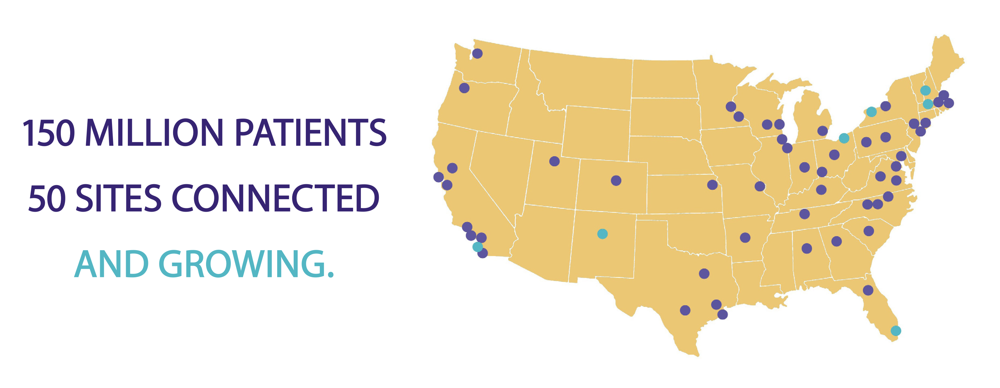 150 MILLION PATIENTS
50 SITES CONNECTED
AND GROWING.